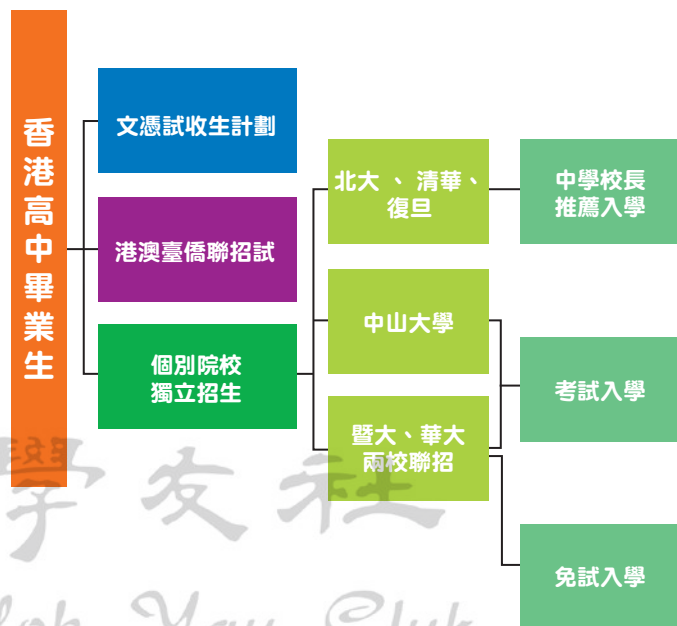 香港高中畢業生
文憑試收生計劃
港澳臺僑聯招試
個別院校
獨立招生
北大 、 清華、
復旦
中山大學
暨大、華大
兩校聯招
中學校長
推薦入學
考試入學
免試入學
學友社
Hok Yau Club